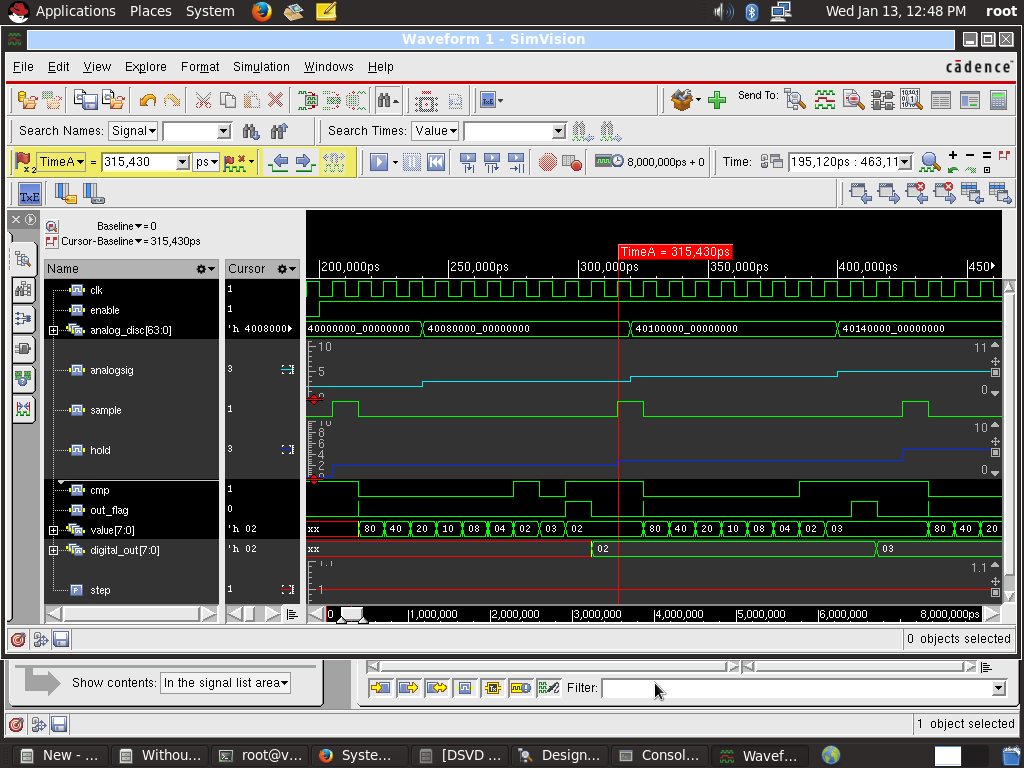 Applications Places System Wed Jan 13, 12:48 PM root
Waveform 1 - SimVision
File Edit View Explore Format Simulation Windows Help cādence
Send To:
Search Names: Signal Search Times: Value
TimeA = 315,430 ps 8,000,000ps + 0 Time: 195,120ps : 463,11
TxE
Baseline = 0
Cursor-Baseline = 315,430ps
TimeA = 315,430ps
Name Cursor 200,000ps 250,000ps 300,000ps 350,000ps 400,000ps 450
clk 1
enable 1
analog_disc[63:0] 'h 4008000 40000000_00000000 40080000_00000000 40100000_00000000 40140000_00000000
10 11
analogsig 3 5
0 0
sample 1
10 10
8
6
hold 3 4
2 0
0
cmp 1
out_flag 0
value[7:0] 'h 02 xx 80 40 20 10 08 04 02 03 02 80 40 20 10 08 04 02 03 80 40 20
digital_out[7:0] 'h 02 xx 02 03
1.1 1.1
step 1 1
0 1,000,000 2,000,000 3,000,000 4,000,000 5,000,000 6,000,000 8,000,000ps
0 objects selected
Show contents: In the signal list area Filter:
1 object selected
New - ... Withou... root@v... Syste... [DSVD ... Design... Consol... Wavef...